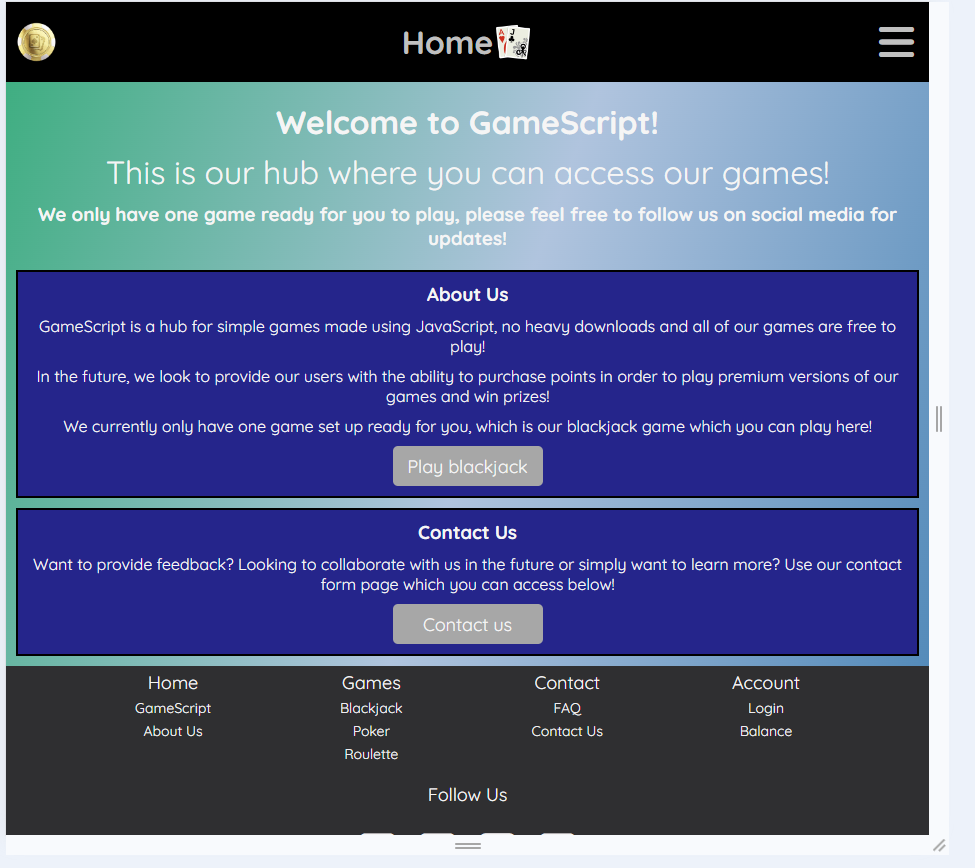 Home
Welcome to GameScript!
This is our hub where you can access our games!
We only have one game ready for you to play, please feel free to follow us on social media for
updates!
About Us
GameScript is a hub for simple games made using JavaScript, no heavy downloads and all of our games are free to
play!
In the future, we look to provide our users with the ability to purchase points in order to play premium versions of our
games and win prizes!
We currently only have one game set up ready for you, which is our blackjack game which you can play here!
Play blackjack
Contact Us
Want to provide feedback? Looking to collaborate with us in the future or simply want to learn more? Use our contact
form page which you can access below!
Contact us
Home Games Contact Account
GameScript Blackjack FAQ Login
About Us Poker Contact Us Balance
Roulette
Follow Us